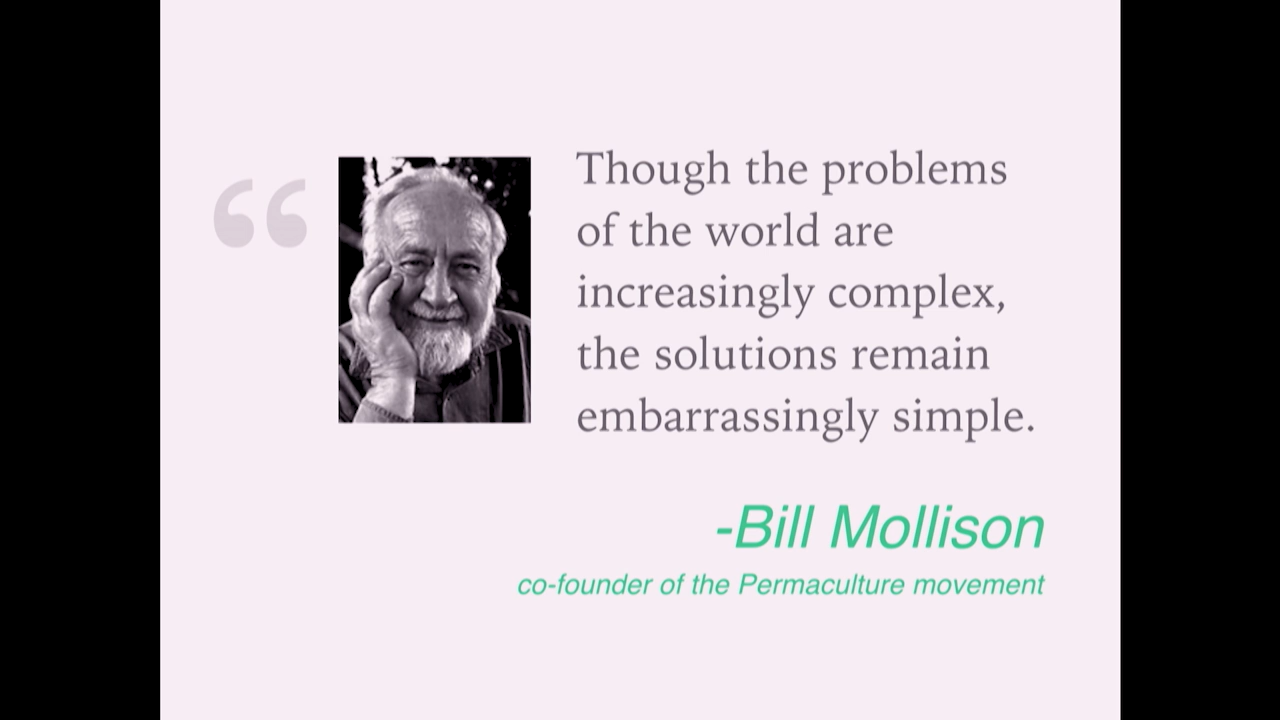 “
Though the problems
of the world are
increasingly complex,
the solutions remain
embarrassingly simple.
-Bill Mollison
co-founder of the Permaculture movement